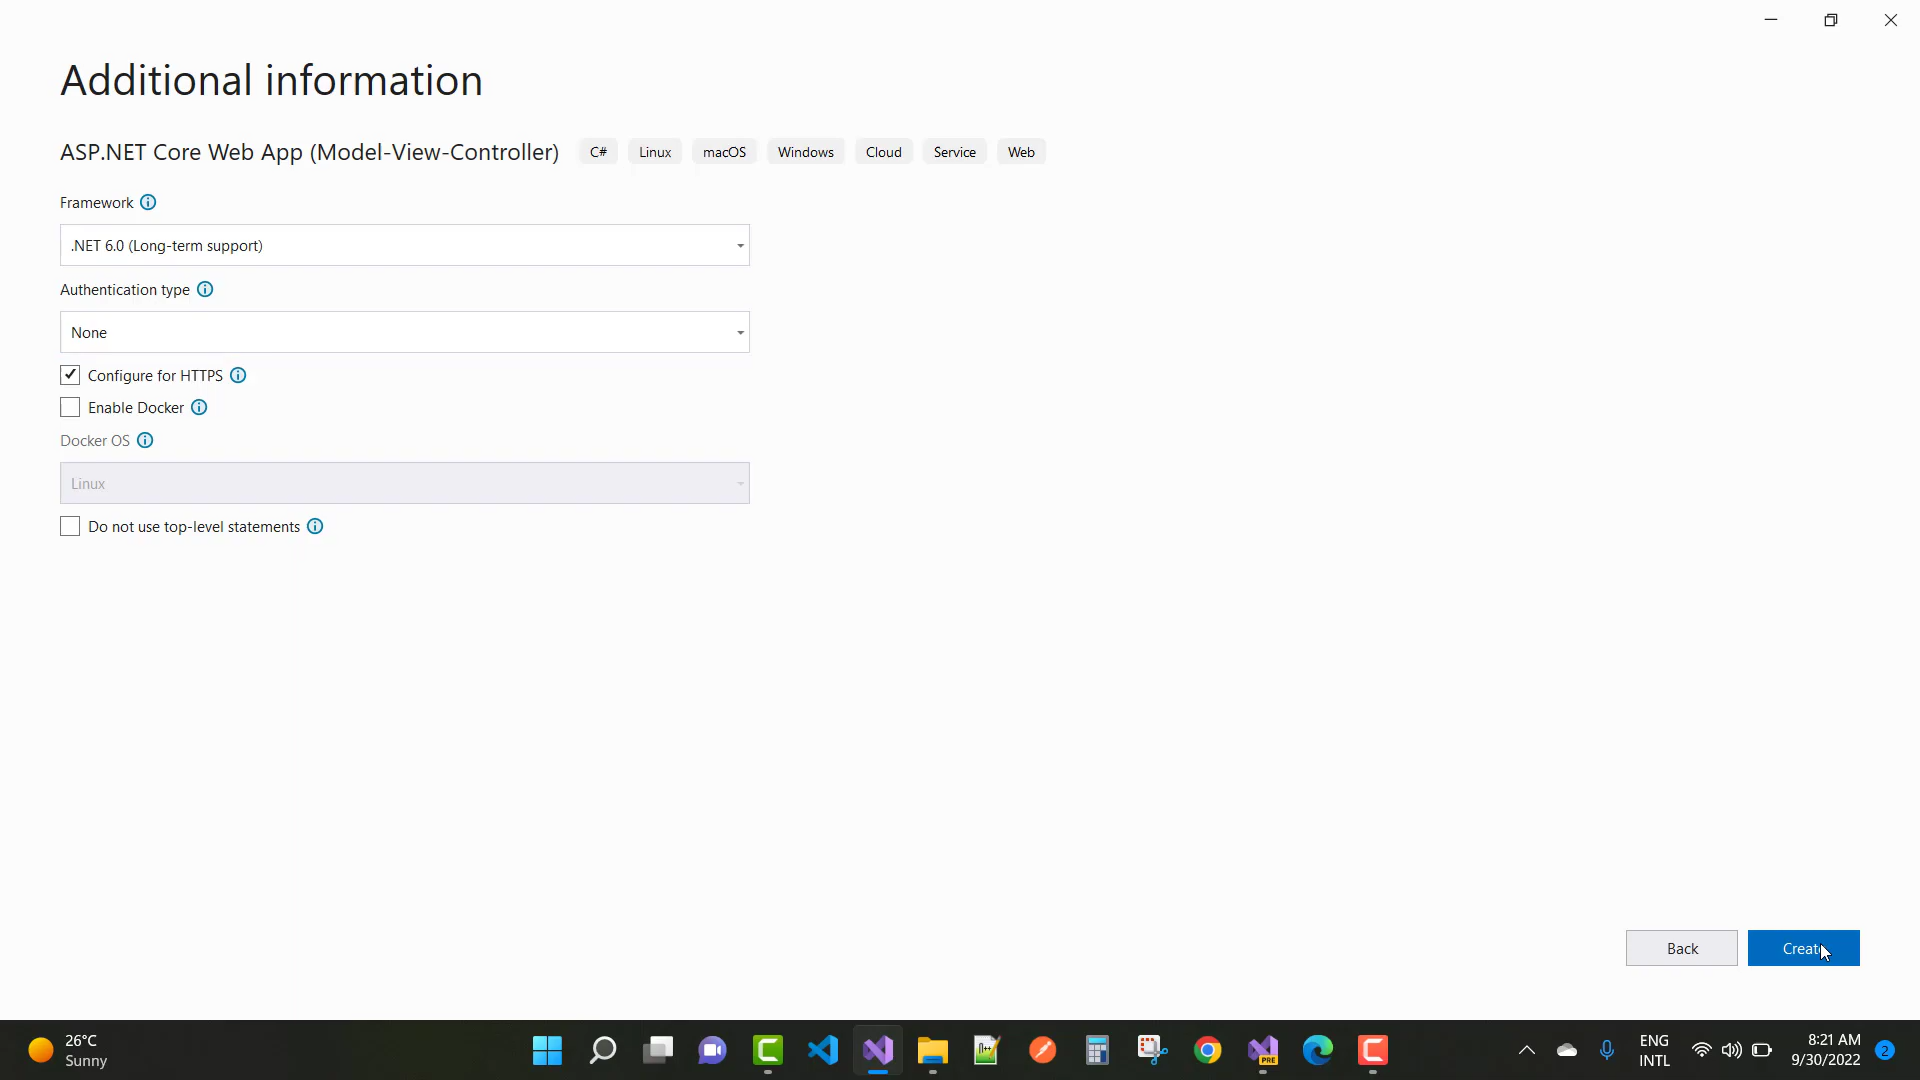 Additional information
ASP.NET Core Web App (Model-View-Controller) C# Linux macOS Windows Cloud Service Web
Framework
.NET 6.0 (Long-term support)
Authentication type
None
Configure for HTTPS
Enable Docker
Docker OS
Linux
Do not use top-level statements
Back Create
26°C
Sunny
PRE
ENG
INTL
8:21 AM
9/30/2022
2